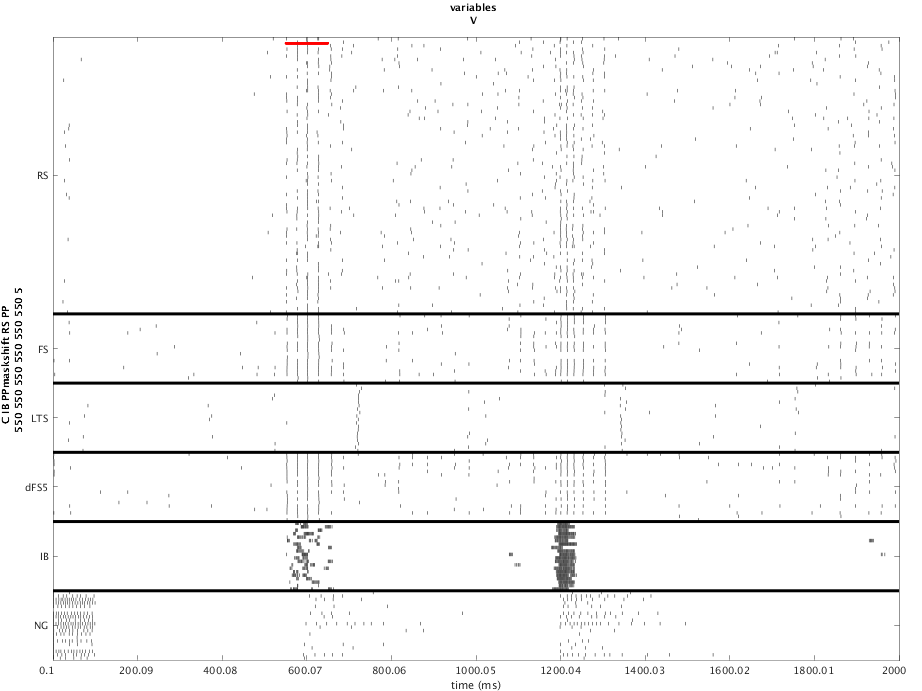 variables
V
C IB PPmaskshift RS PP
550 550 550 550 550 550 550 5
RS
FS
LTS
dFS5
IB
NG
0.1 200.09 400.08 600.07 800.06 1000.05 1200.04 1400.03 1600.02 1800.01 2000
time (ms)